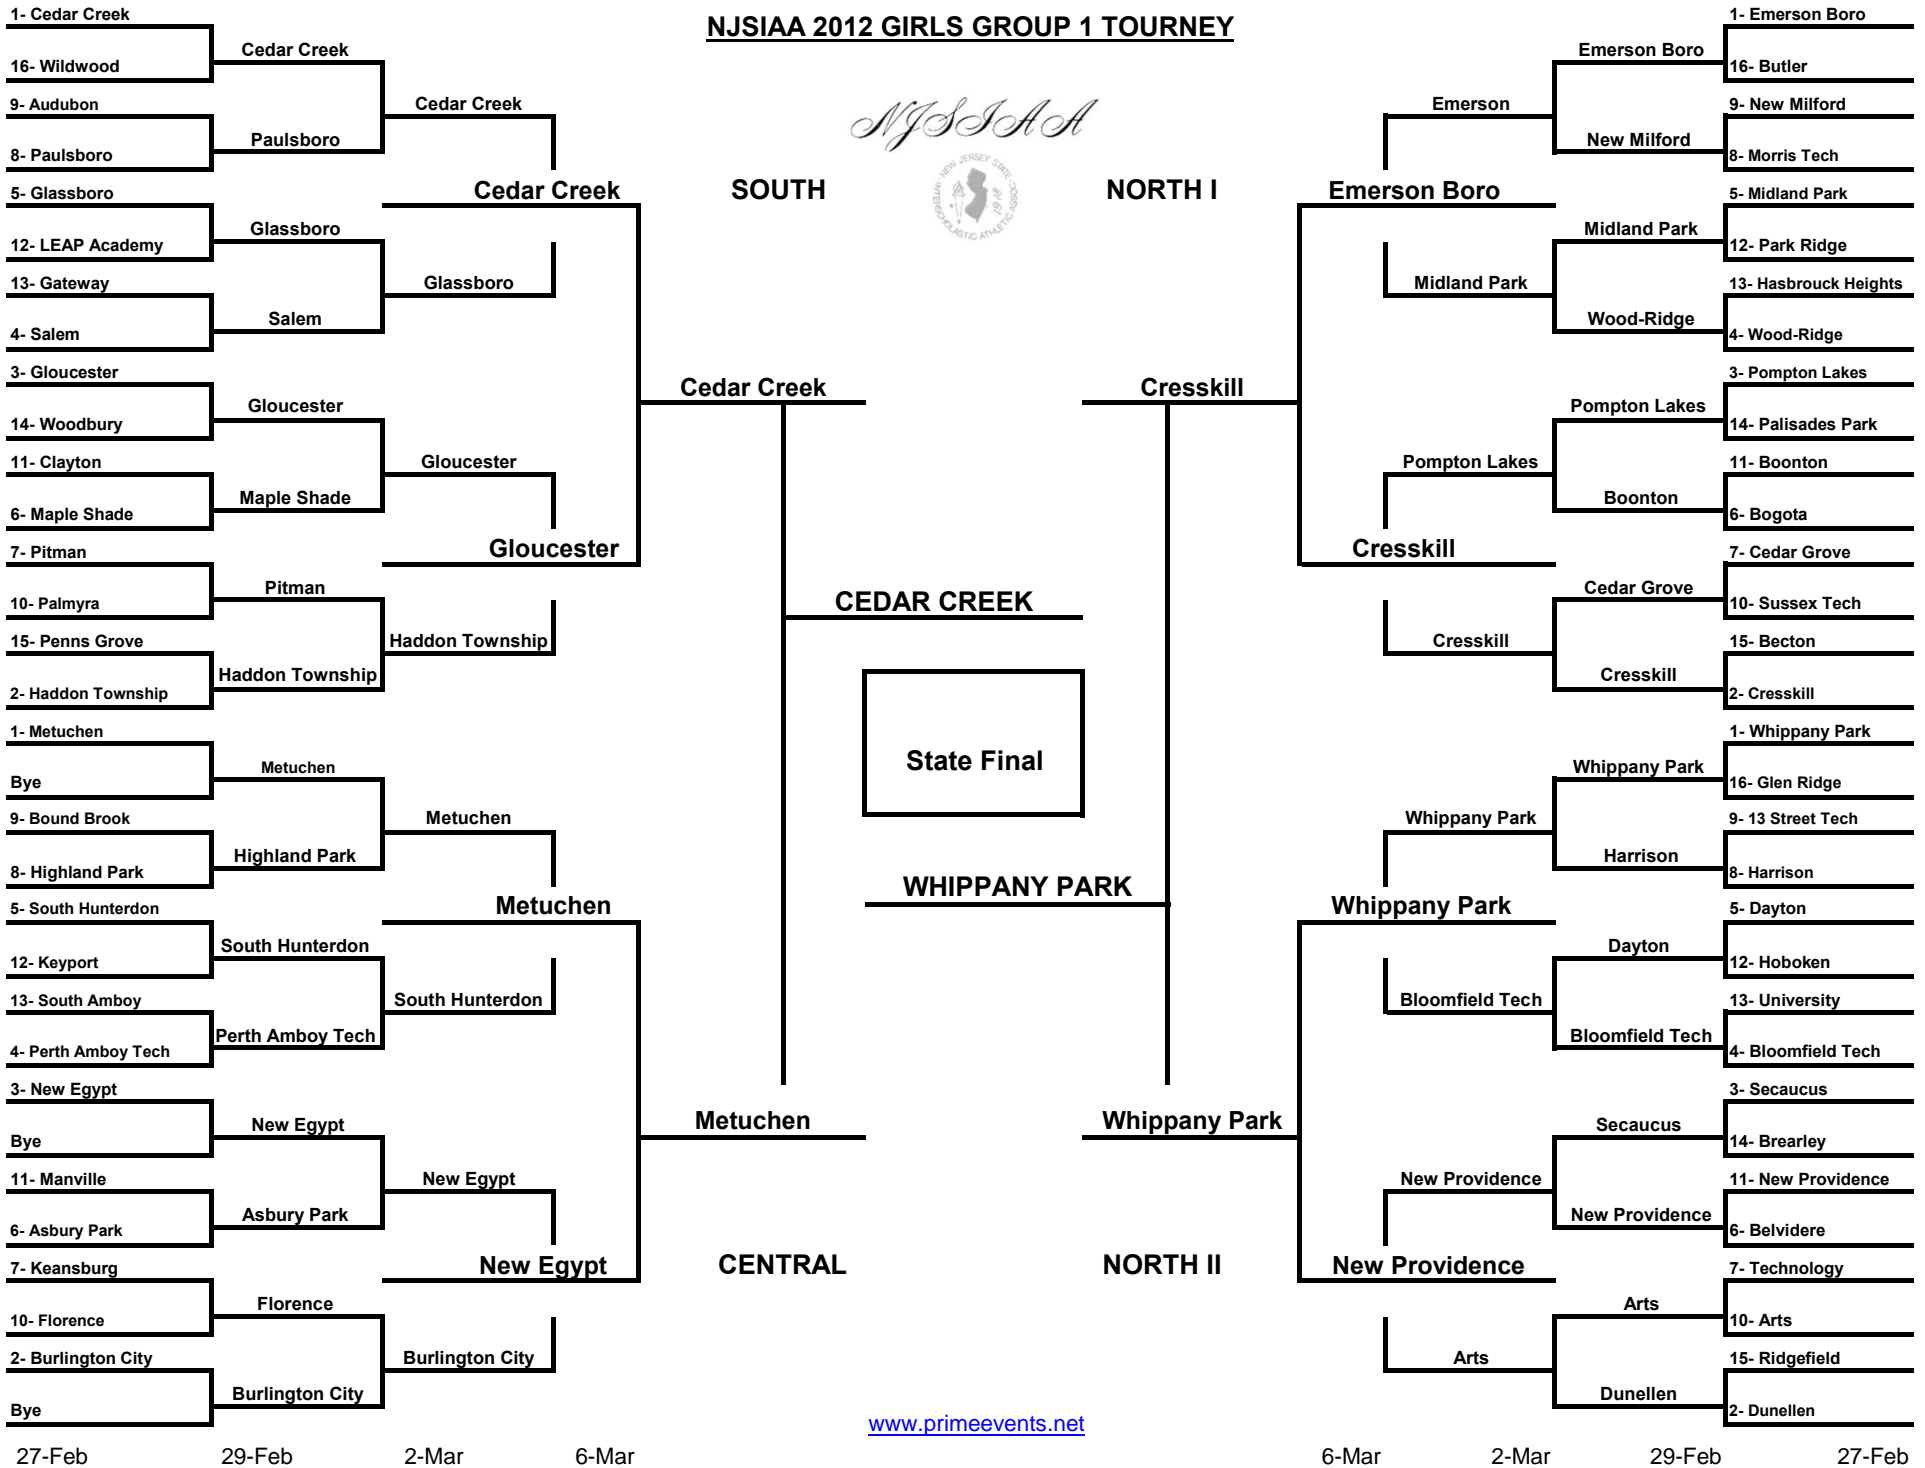 NJSIAA 2012 GIRLS GROUP 1 TOURNEY
NJSIAA
NEW JERSEY STATE INTERSCHOLASTIC ATHLETIC ASSOC
1918
SOUTH
1- Cedar Creek
16- Wildwood
9- Audubon
8- Paulsboro
5- Glassboro
12- LEAP Academy
13- Gateway
4- Salem
3- Gloucester
14- Woodbury
11- Clayton
6- Maple Shade
7- Pitman
10- Palmyra
15- Penns Grove
2- Haddon Township
Cedar Creek
Paulsboro
Glassboro
Salem
Gloucester
Maple Shade
Pitman
Haddon Township
Cedar Creek
Glassboro
Gloucester
Haddon Township
Cedar Creek
Gloucester
Cedar Creek
CENTRAL
1- Metuchen
Bye
9- Bound Brook
8- Highland Park
5- South Hunterdon
12- Keyport
13- South Amboy
4- Perth Amboy Tech
3- New Egypt
Bye
11- Manville
6- Asbury Park
7- Keansburg
10- Florence
2- Burlington City
Bye
Metuchen
Highland Park
South Hunterdon
Perth Amboy Tech
New Egypt
Asbury Park
Florence
Burlington City
Metuchen
South Hunterdon
New Egypt
Burlington City
Metuchen
New Egypt
Metuchen
CEDAR CREEK
State Final
WHIPPANY PARK
NORTH I
1- Emerson Boro
16- Butler
9- New Milford
8- Morris Tech
5- Midland Park
12- Park Ridge
13- Hasbrouck Heights
4- Wood-Ridge
3- Pompton Lakes
14- Palisades Park
11- Boonton
6- Bogota
7- Cedar Grove
10- Sussex Tech
15- Becton
2- Cresskill
Emerson Boro
New Milford
Midland Park
Wood-Ridge
Pompton Lakes
Boonton
Cedar Grove
Cresskill
Emerson
Midland Park
Pompton Lakes
Cresskill
Emerson Boro
Cresskill
Cresskill
NORTH II
1- Whippany Park
16- Glen Ridge
9- 13 Street Tech
8- Harrison
5- Dayton
12- Hoboken
13- University
4- Bloomfield Tech
3- Secaucus
14- Brearley
11- New Providence
6- Belvidere
7- Technology
10- Arts
15- Ridgefield
2- Dunellen
Whippany Park
Harrison
Dayton
Bloomfield Tech
Secaucus
New Providence
Arts
Dunellen
Whippany Park
Bloomfield Tech
New Providence
Arts
Whippany Park
New Providence
Whippany Park
www.primeevents.net
27-Feb 29-Feb 2-Mar 6-Mar 6-Mar 2-Mar 29-Feb 27-Feb